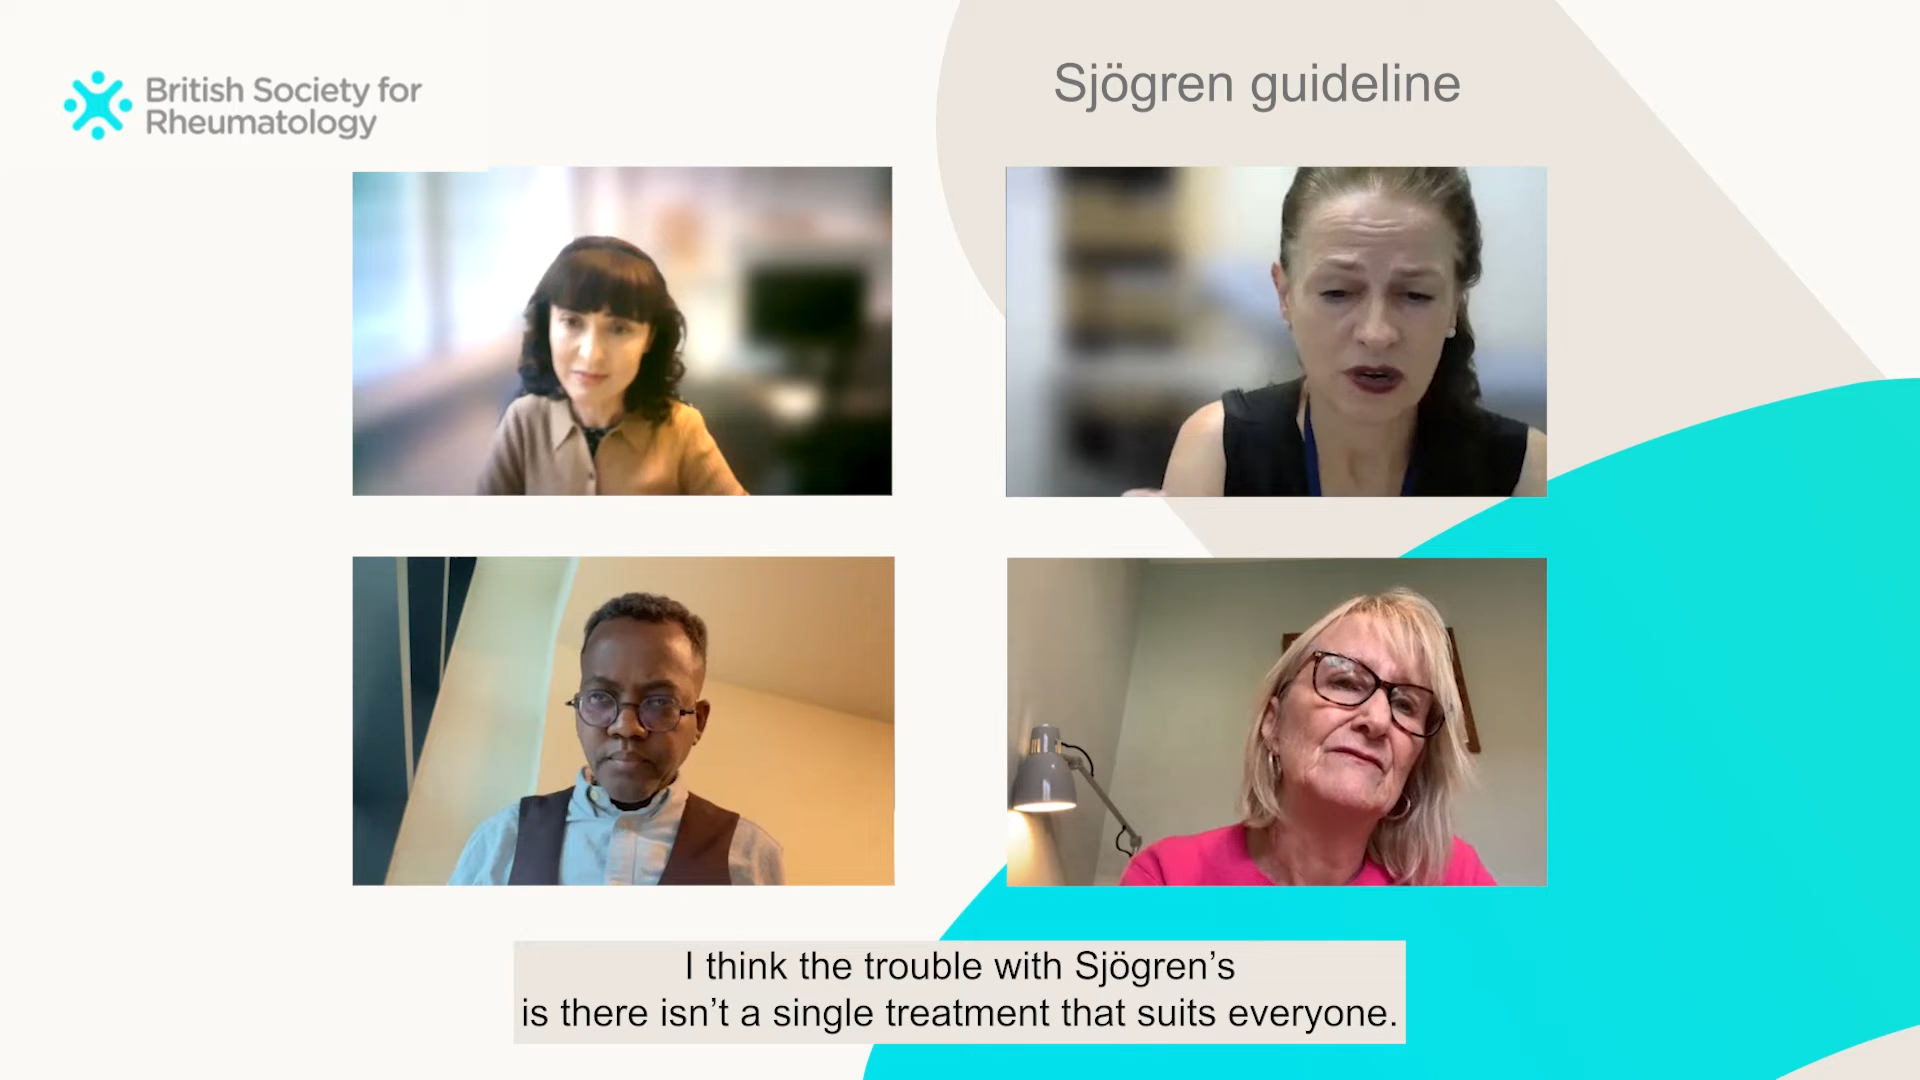 British Society for
Rheumatology
Sjögren guideline
I think the trouble with Sjögren’s
is there isn’t a single treatment that suits everyone.